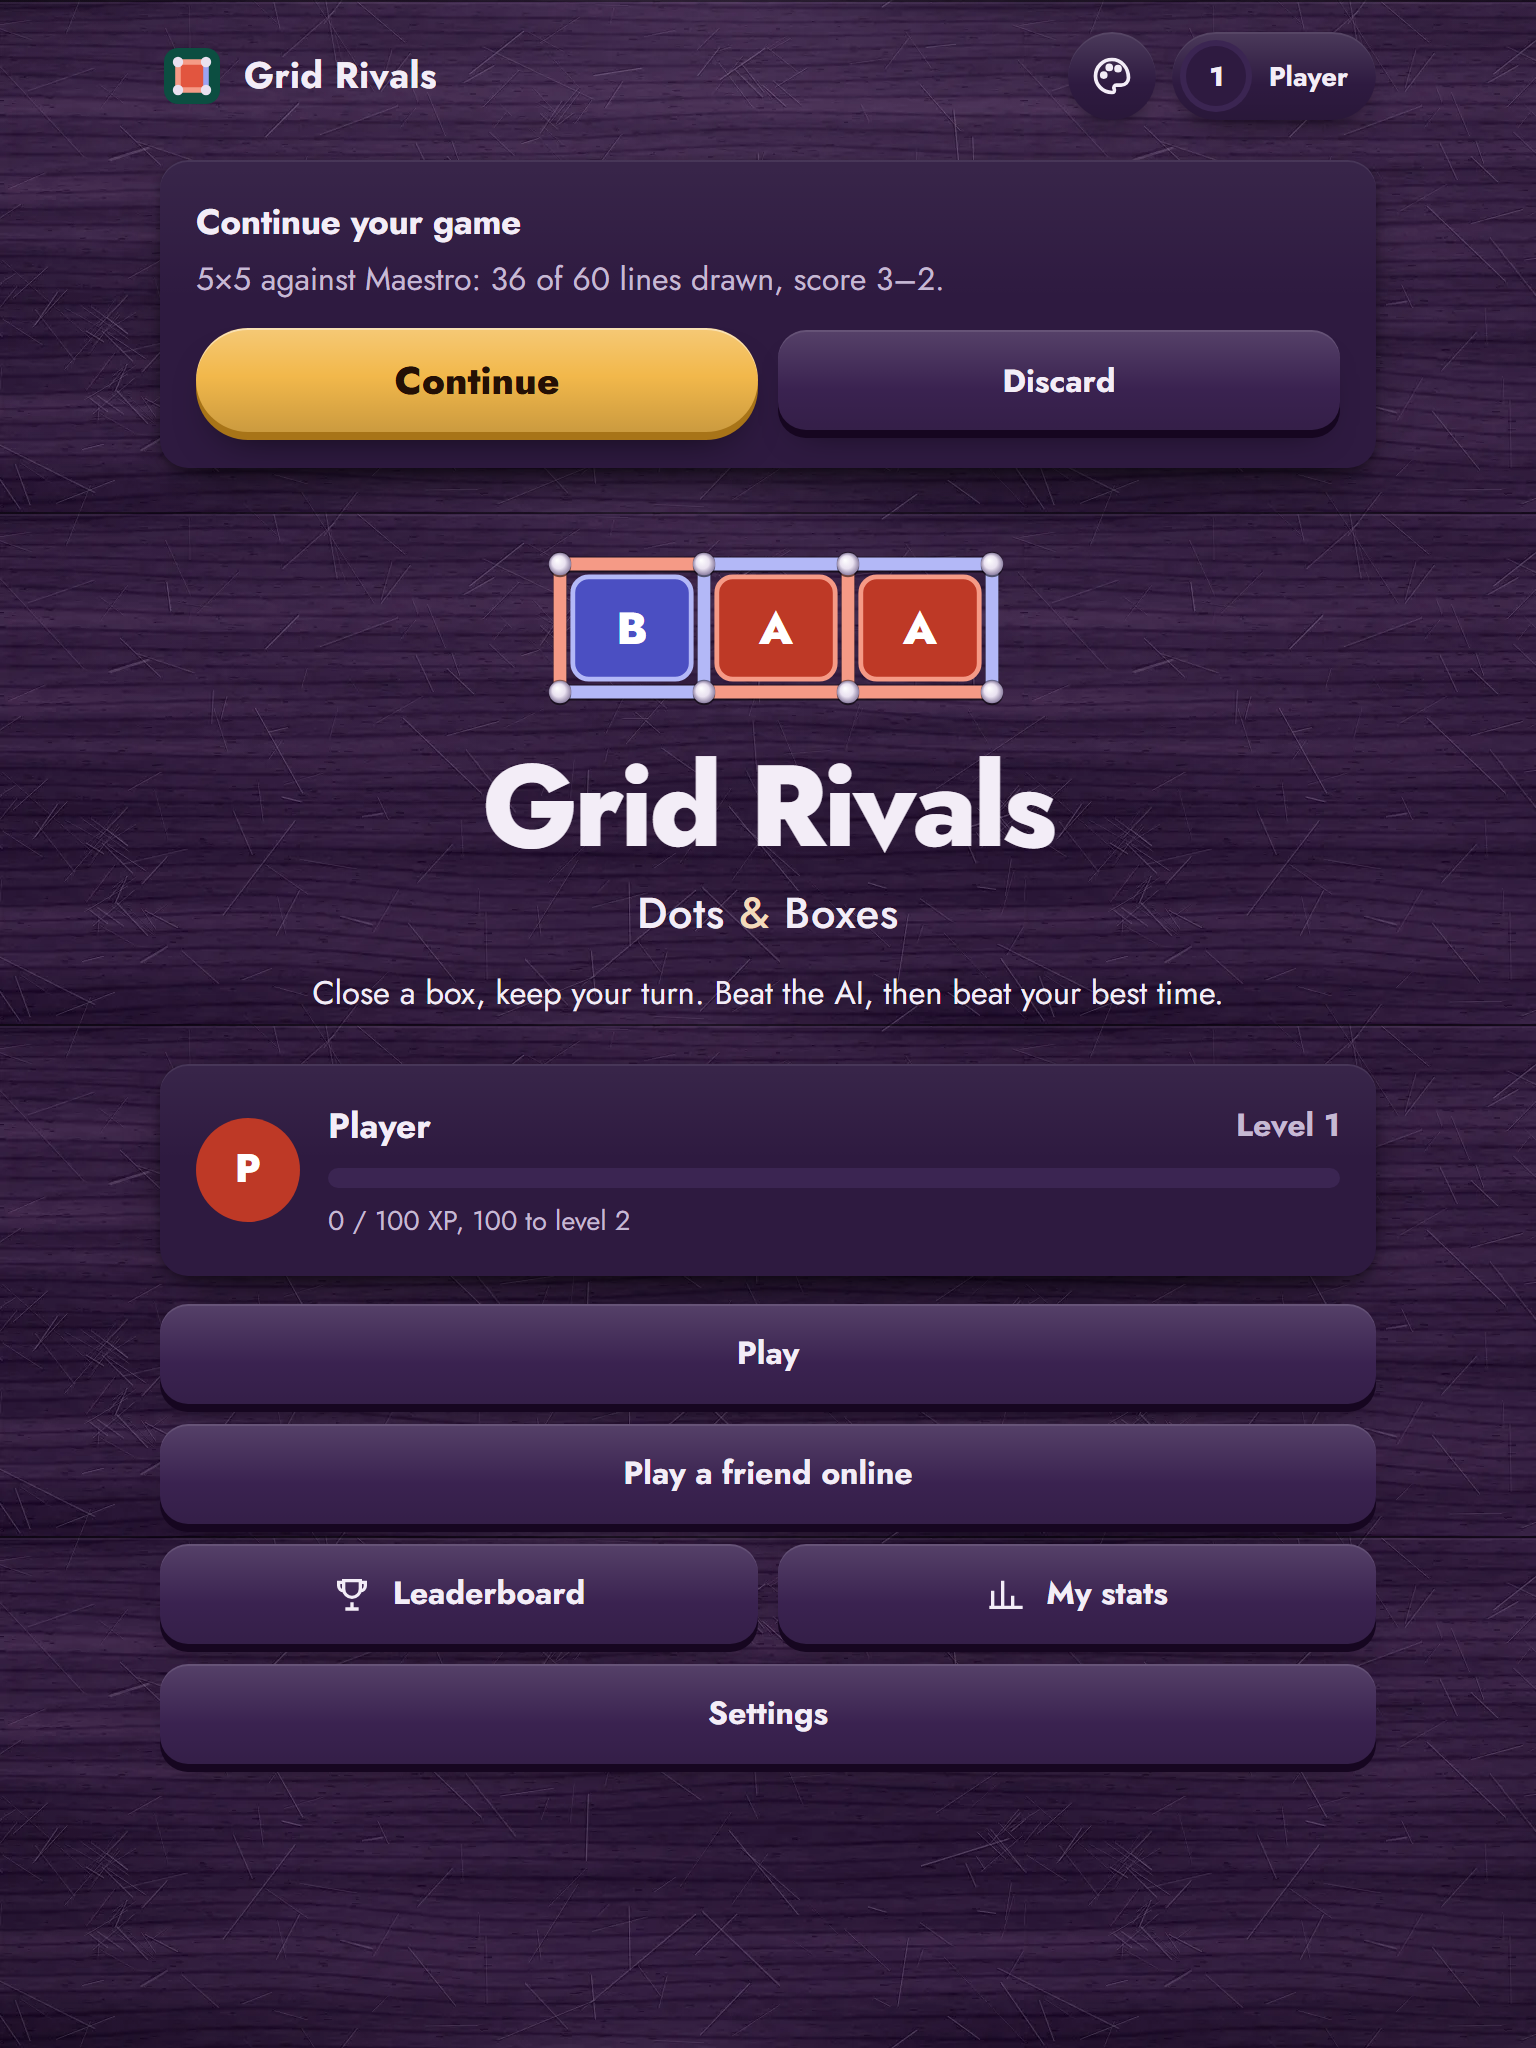 Grid Rivals
1 Player
Continue your game
5×5 against Maestro: 36 of 60 lines drawn, score 3–2.
Continue
Discard
B A A
Grid Rivals
Dots & Boxes
Close a box, keep your turn. Beat the AI, then beat your best time.
P
Player
Level 1
0 / 100 XP, 100 to level 2
Play
Play a friend online
Leaderboard
My stats
Settings